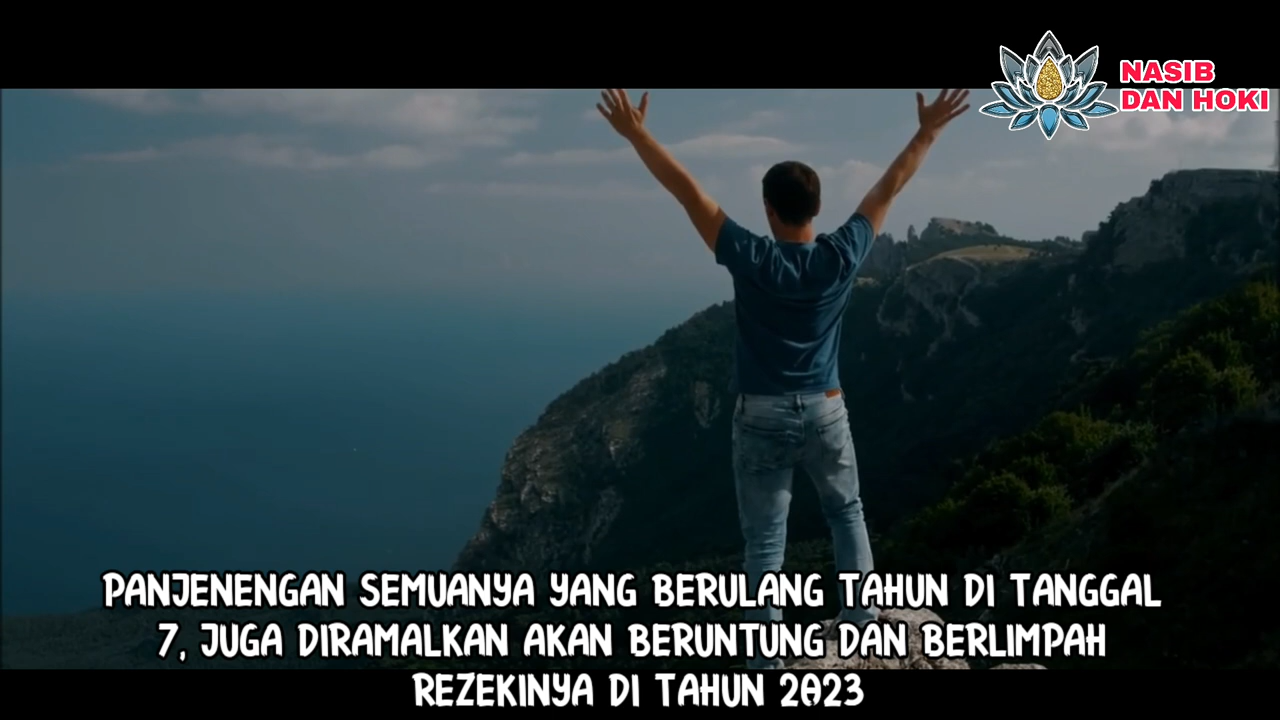 NASIB
DAN HOKI
PANJENENGAN SEMUANYA YANG BERULANG TAHUN DI TANGGAL
7, JUGA DIRAMALKAN AKAN BERUNTUNG DAN BERLIMPAH
REZEKINYA DI TAHUN 2023